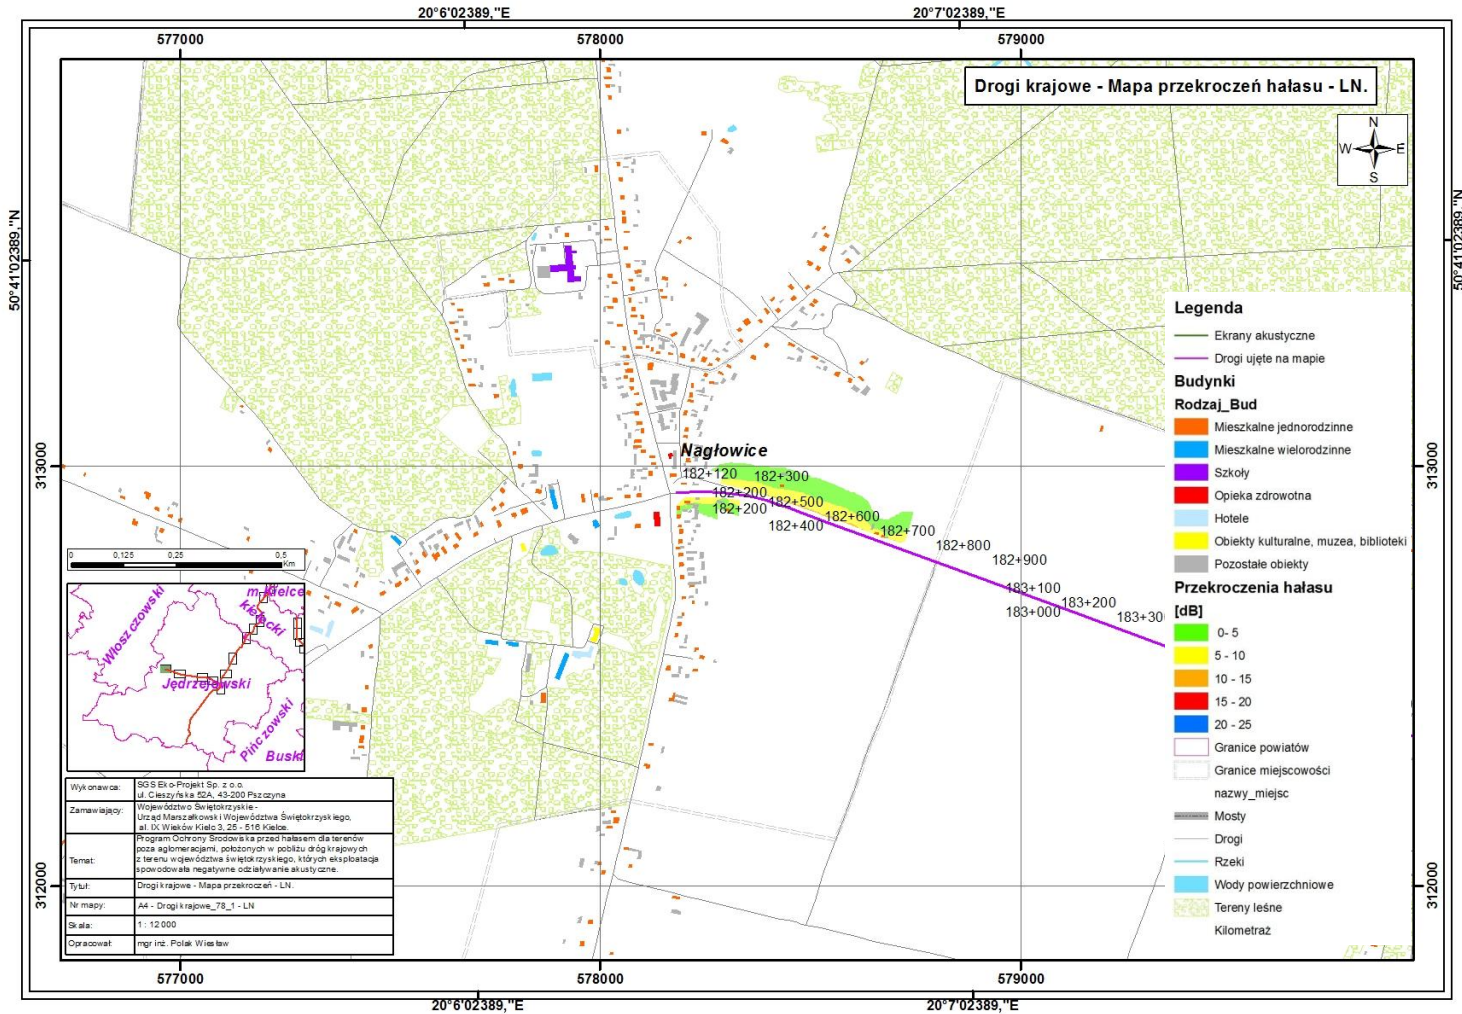 20°6'02389,"E
20°7'02389,"E
577000
578000
579000
Drogi krajowe - Mapa przekroczeń hałasu - LN.
N
W
E
S
50°41'02389,"N
50°41'02389,"N
Legenda
Ekrany akustyczne
Drogi ujęte na mapie
Budynki
Rodzaj_Bud
Mieszkalne jednorodzinne
Mieszkalne wielorodzinne
Szkoły
Opieka zdrowotna
Hotele
Obiekty kulturalne, muzea, biblioteki
Pozostałe obiekty
Przekroczenia hałasu
[dB]
0- 5
5 - 10
10 - 15
15 - 20
20 - 25
Granice powiatów
Granice miejscowości
nazwy_miejsc
Mosty
Drogi
Rzeki
Wody powierzchniowe
Tereny leśne
Kilometraż
313000
313000
Nagłowice
182+120
182+300
182+200
182+500
182+200
182+600
182+400
182+700
182+800
182+900
183+100
183+200
183+000
183+30
0
0,125
0,25
0,5
Km
m.Kielce
kielecki
Włoszczowski
Jędrzejewski
Pińczowski
Busk
Wykonawca:
SGS Eko-Projekt Sp. z o.o.
ul. Cieszyńska 52A, 43-200 Pszczyna
Zamawiający:
Województwo Świętokrzyskie -
Urząd Marszałkowski Województwa Świętokrzyskiego,
al. IX Wieków Kielc 3, 25 - 516 Kielce.
Temat:
Program Ochrony Środowiska przed hałasem dla terenów
poza aglomeracjami, położonych w pobliżu dróg krajowych
z terenu województwa świętokrzyskiego, których eksploatacja
spowodowała negatywne odziaływanie akustyczne.
Tytuł:
Drogi krajowe - Mapa przekroczeń - LN.
Nr mapy:
A4 - Drogi krajowe_78_1 - LN
Skala:
1 : 12 000
Opracował:
mgr inż. Polak Wiesław
312000
312000
577000
578000
579000
20°6'02389,"E
20°7'02389,"E